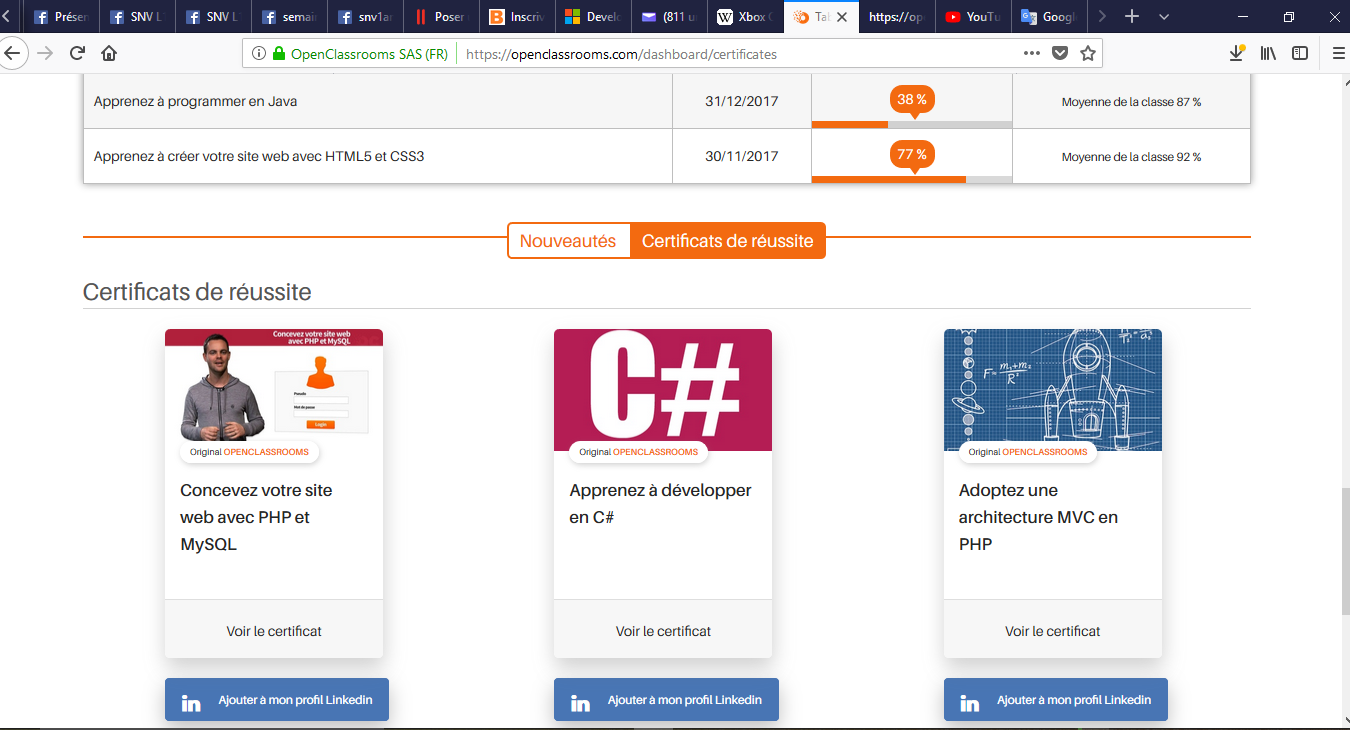 Présen
SNV L
SNV L
semain
snv1an
Poser
Inscriv
Develo
(811 u
Xbox O
Tal
https://op
YouTu
Googl
OpenClassrooms SAS (FR)
https://openclassrooms.com/dashboard/certificates
Apprenez à programmer en Java
31/12/2017
38 %
Moyenne de la classe 87 %
Apprenez à créer votre site web avec HTML5 et CSS3
30/11/2017
77 %
Moyenne de la classe 92 %
Nouveautés
Certificats de réussite
Certificats de réussite
Concevez votre site web
avec PHP et MySQL
Pseudo
Mot de passe
Login
Original OPENCLASSROOMS
Concevez votre site
web avec PHP et
MySQL
Voir le certificat
in Ajouter à mon profil Linkedin
C#
Original OPENCLASSROOMS
Apprenez à développer
en C#
Voir le certificat
in Ajouter à mon profil Linkedin
Original OPENCLASSROOMS
Adoptez une
architecture MVC en
PHP
Voir le certificat
in Ajouter à mon profil Linkedin